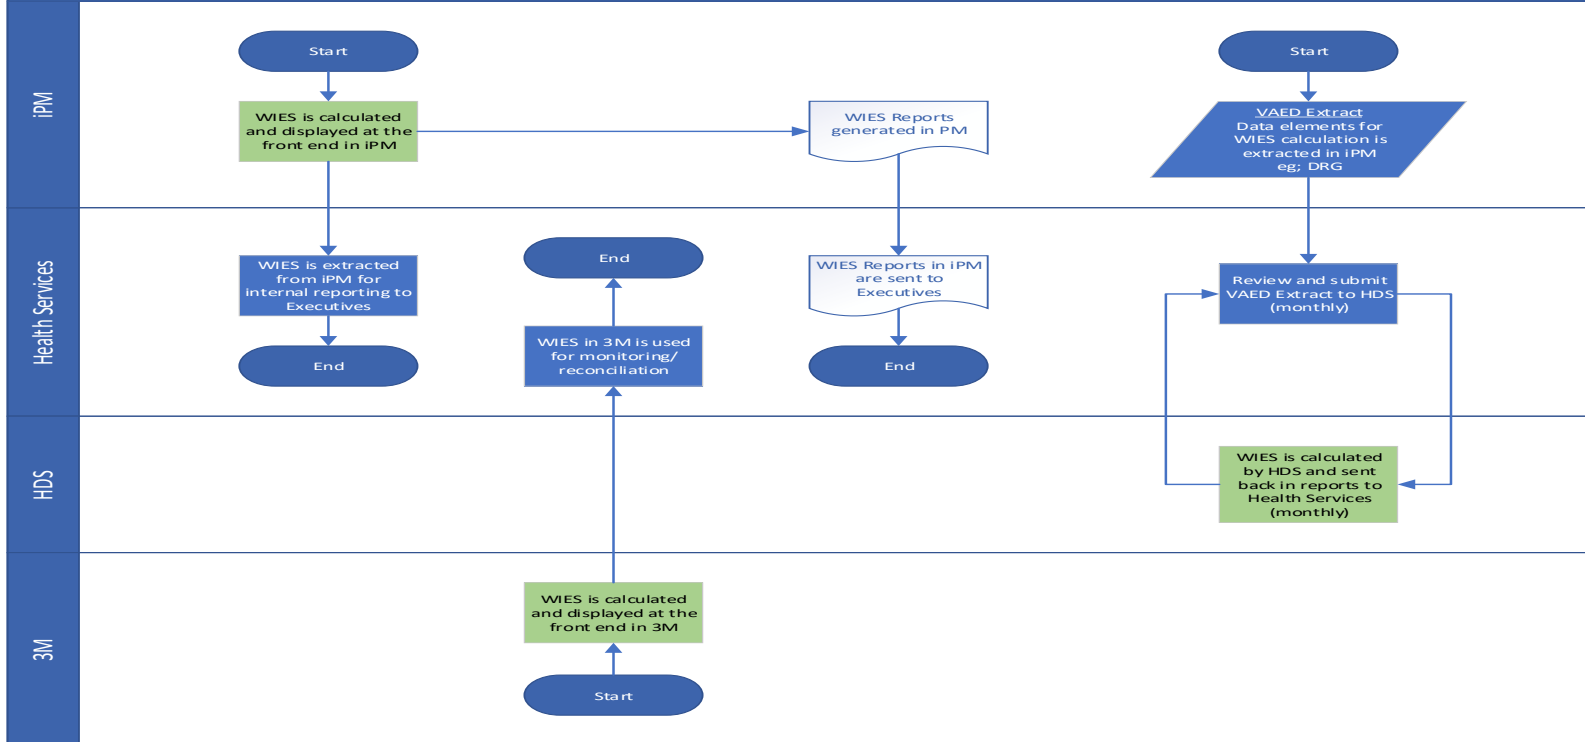 iPM
Start
WIES is calculated
and displayed at the
front end in iPM
WIES Reports
generated in PM
Start
VAED Extract
Data elements for
WIES calculation is
extracted in iPM
eg; DRG
Health Services
WIES is extracted
from iPM for
internal reporting to
Executives
End
End
WIES in 3M is used
for monitoring/
reconciliation
WIES Reports in iPM
are sent to
Executives
End
Review and submit
VAED Extract to HDS
(monthly)
HDS
WIES is calculated
by HDS and sent
back in reports to
Health Services
(monthly)
3M
WIES is calculated
and displayed at the
front end in 3M
Start